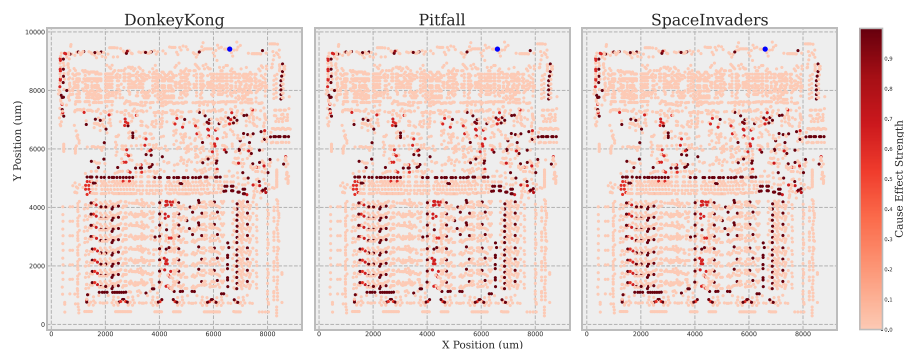 DonkeyKong Pitfall SpaceInvaders
10000
8000
6000
4000
2000
0
Y Position (um)
0 2000 4000 6000 8000
0 2000 4000 6000 8000
0 2000 4000 6000 8000
X Position (um)
0.9
0.8
0.7
0.6
0.5
0.4
0.3
0.2
0.1
0.0
Cause Effect Strength